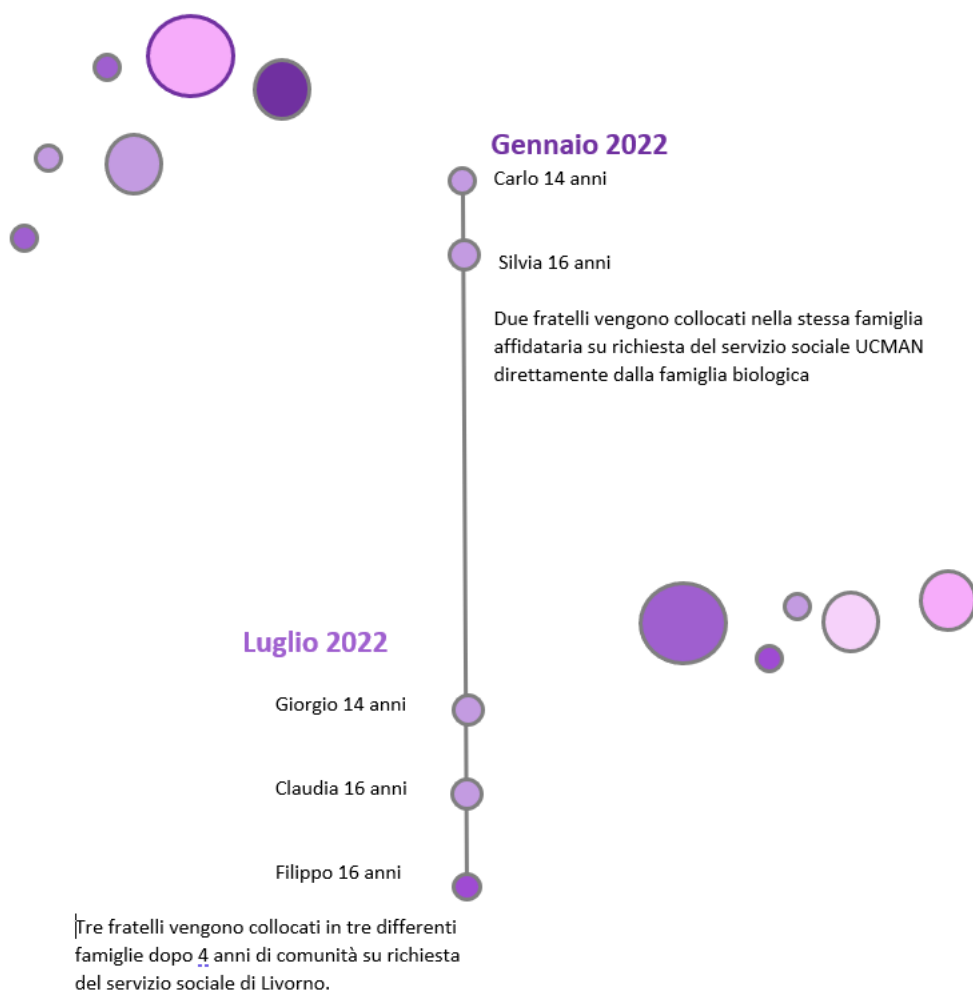 Gennaio 2022
Carlo 14 anni
Silvia 16 anni
Due fratelli vengono collocati nella stessa famiglia
affidataria su richiesta del servizio sociale UCMAN
direttamente dalla famiglia biologica
Luglio 2022
Giorgio 14 anni
Claudia 16 anni
Filippo 16 anni
Tre fratelli vengono collocati in tre differenti
famiglie dopo 4 anni di comunità su richiesta
del servizio sociale di Livorno.